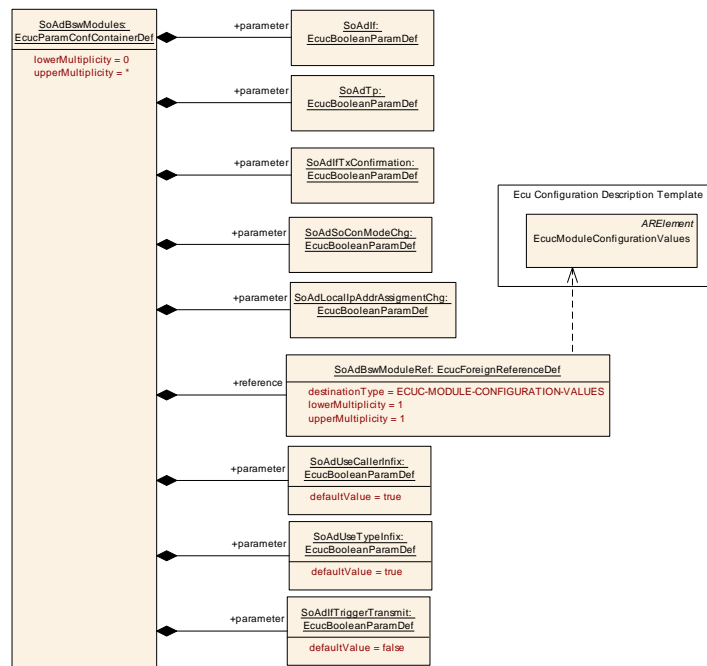 SoAdBswModules:
EcucParamConfContainerDef
lowerMultiplicity = 0
upperMultiplicity = *
+parameter
SoAdIf:
EcucBooleanParamDef
+parameter
SoAdTp:
EcucBooleanParamDef
+parameter
SoAdIfTxConfirmation:
EcucBooleanParamDef
Ecu Configuration Description Template
ARElement
EcucModuleConfigurationValues
+parameter
SoAdSoConModeChg:
EcucBooleanParamDef
+parameter
SoAdLocalIpAddrAssigmentChg:
EcucBooleanParamDef
+reference
SoAdBswModuleRef: EcucForeignReferenceDef
destinationType = ECUC-MODULE-CONFIGURATION-VALUES
lowerMultiplicity = 1
upperMultiplicity = 1
+parameter
SoAdUseCallerInfix:
EcucBooleanParamDef
defaultValue = true
+parameter
SoAdUseTypeInfix:
EcucBooleanParamDef
defaultValue = true
+parameter
SoAdIfTriggerTransmit:
EcucBooleanParamDef
defaultValue = false